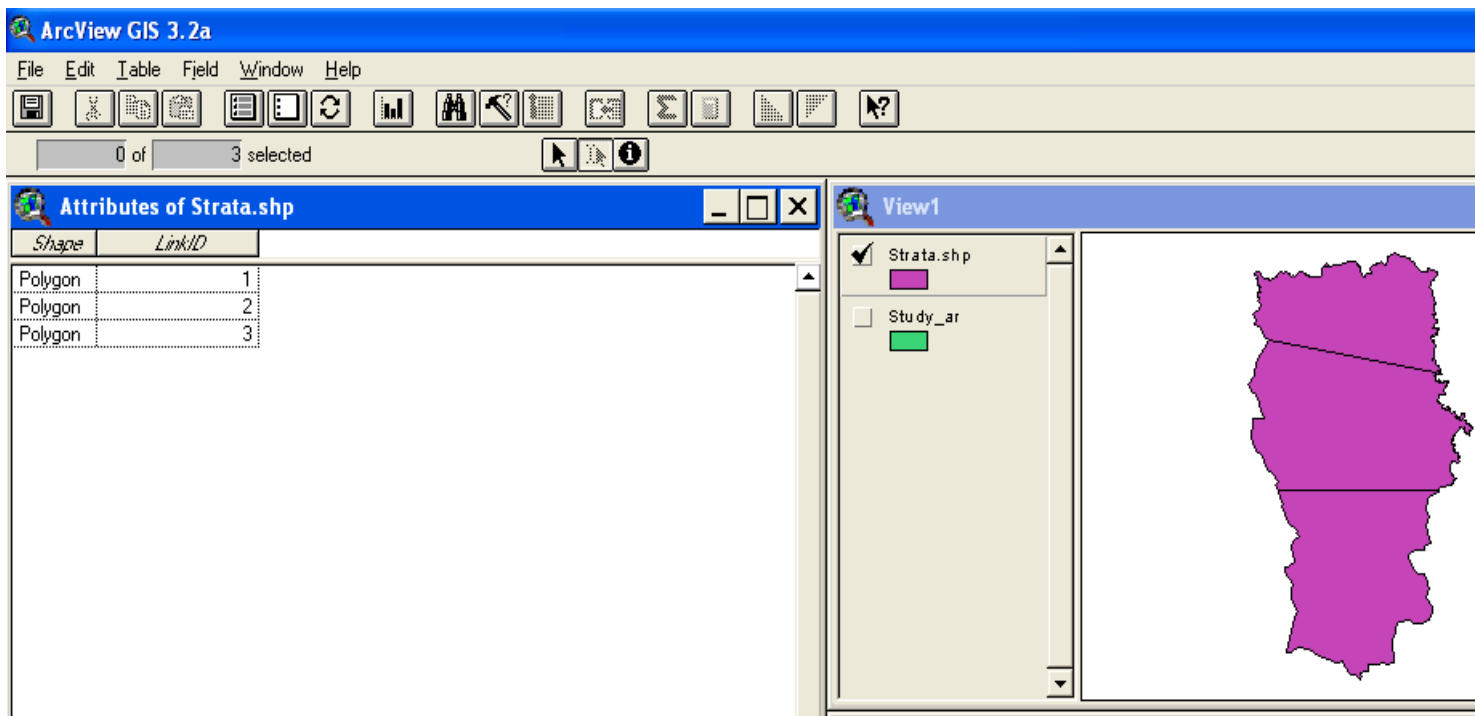 ArcView GIS 3.2a
File Edit Table Field Window Help
0 of 3 selected
Attributes of Strata.shp
Shape LinkID
Polygon 1
Polygon 2
Polygon 3
View1
Strata.shp
Study_ar